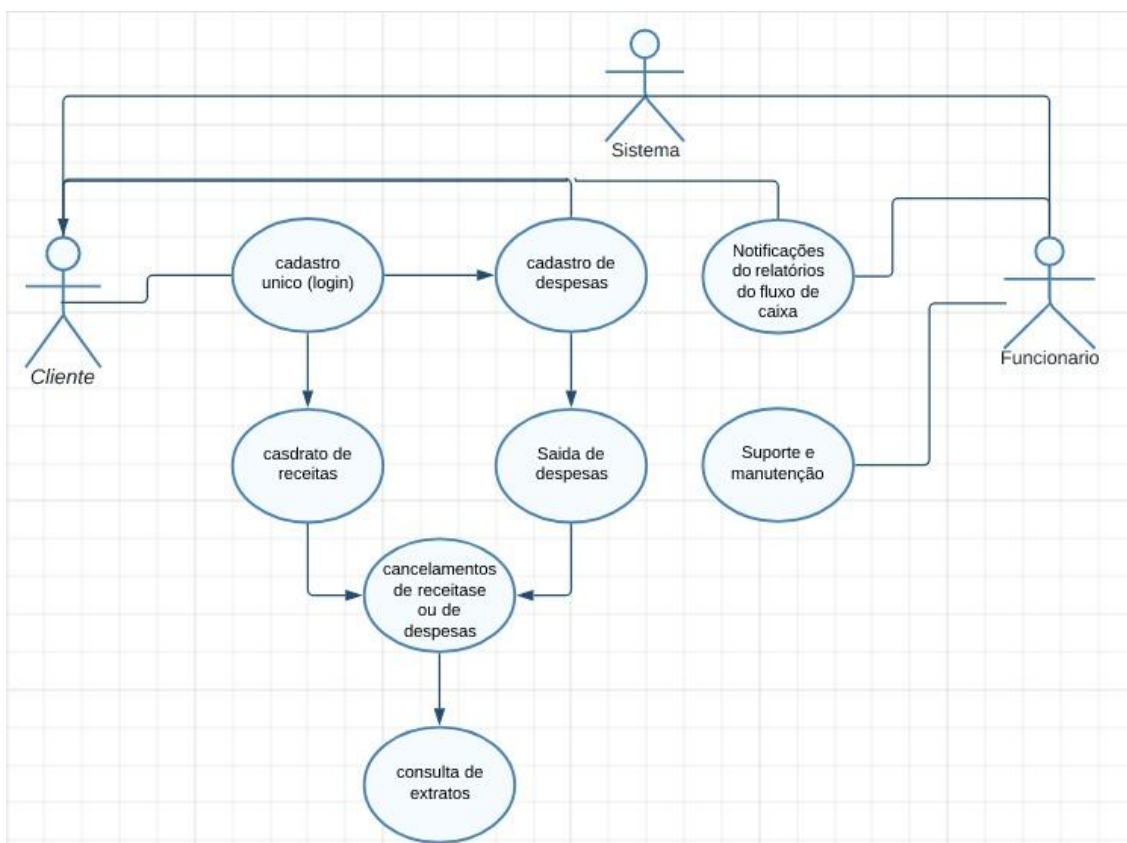 Sistema
cadastro
unico (login)
cadastro de
despesas
Notificações
do relatórios
do fluxo de
caixa
Cliente
Funcionario
casdrato de
receitas
Saida de
despesas
Suporte e
manutenção
cancelamentos
de receitase
ou de
despesas
consulta de
extratos